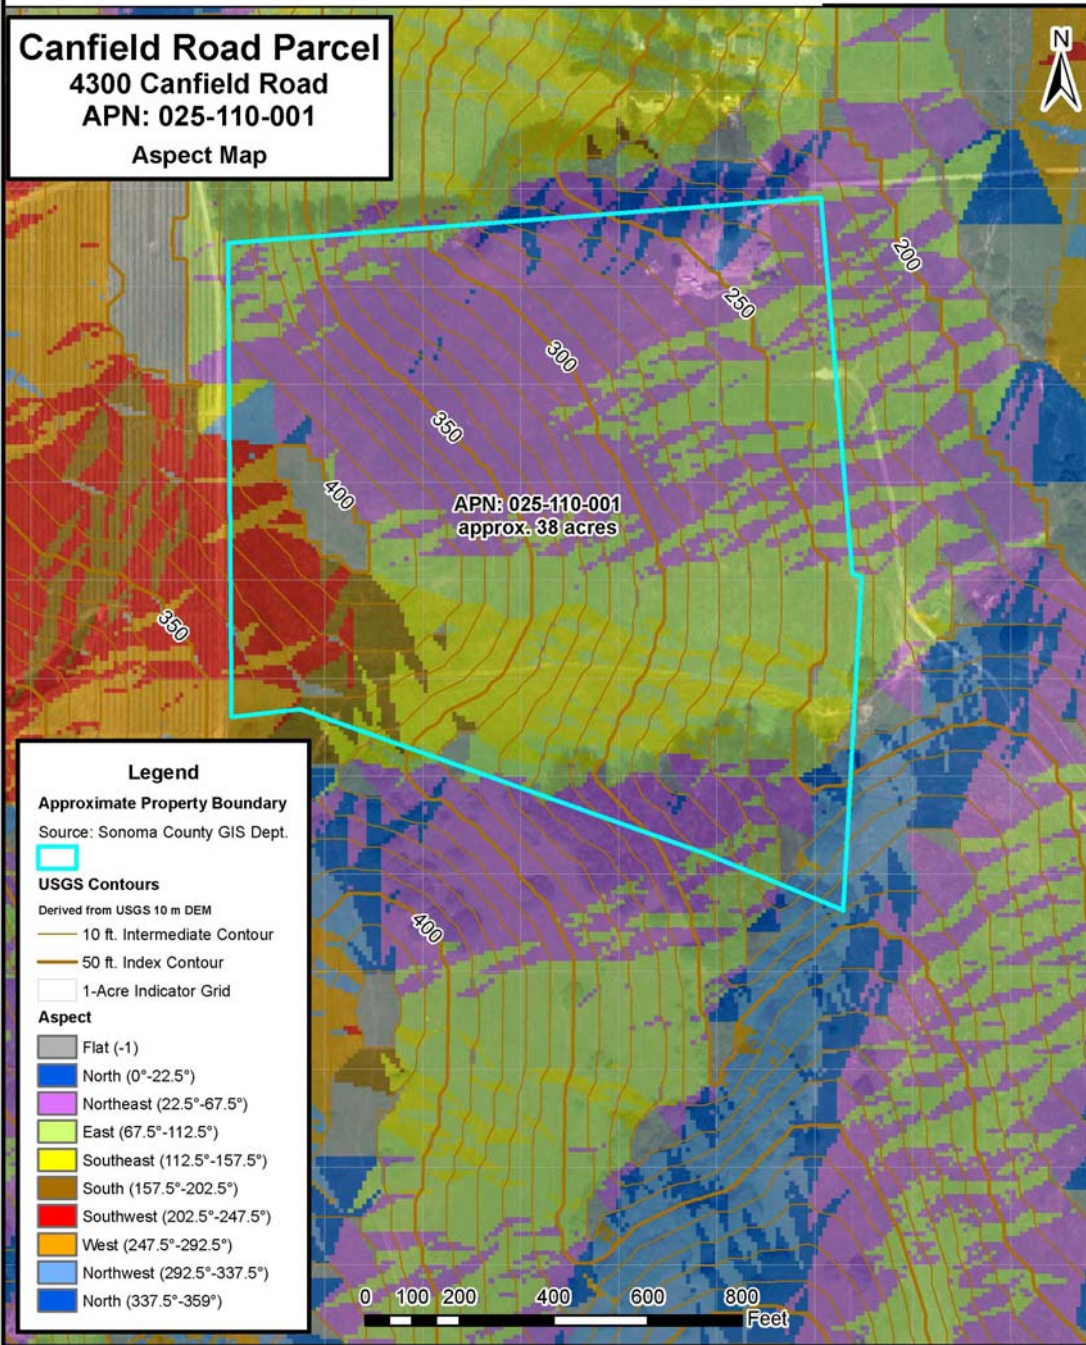 Canfield Road Parcel
4300 Canfield Road
APN: 025-110-001
Aspect Map
N
200
250
300
350
400
APN: 025-110-001
approx. 38 acres
350
400
Legend
Approximate Property Boundary
Source: Sonoma County GIS Dept.
USGS Contours
Derived from USGS 10 m DEM
10 ft. Intermediate Contour
50 ft. Index Contour
1-Acre Indicator Grid
Aspect
Flat (-1)
North (0°-22.5°)
Northeast (22.5°-67.5°)
East (67.5°-112.5°)
Southeast (112.5°-157.5°)
South (157.5°-202.5°)
Southwest (202.5°-247.5°)
West (247.5°-292.5°)
Northwest (292.5°-337.5°)
North (337.5°-359°)
0 100 200 400 600 800
Feet